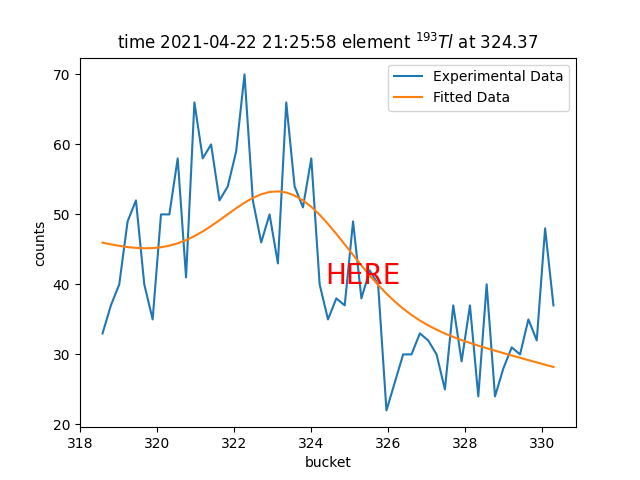 time 2021-04-22 21:25:58 element ¹⁹³Tl at 324.37
Experimental Data
Fitted Data
70
60
50
40
30
20
counts
HERE
318 320 322 324 326 328 330
bucket